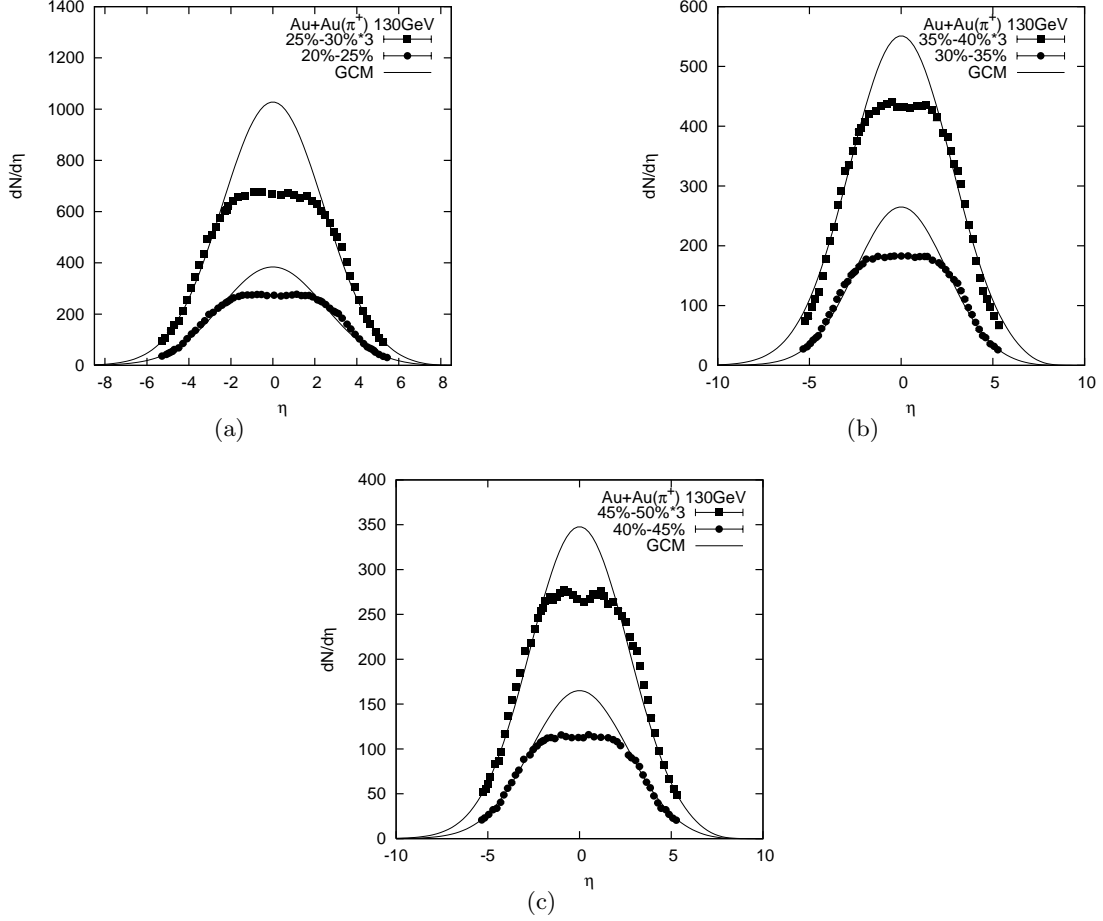 Au+Au(π+) 130GeV
25%-30%*3
20%-25%
GCM
1400
1200
1000
800
600
400
200
0
dN/dη
-8 -6 -4 -2 0 2 4 6 8
η
(a)
Au+Au(π+) 130GeV
35%-40%*3
30%-35%
GCM
600
500
400
300
200
100
0
dN/dη
-10 -5 0 5 10
η
(b)
Au+Au(π+) 130GeV
45%-50%*3
40%-45%
GCM
400
350
300
250
200
150
100
50
0
dN/dη
-10 -5 0 5 10
η
(c)